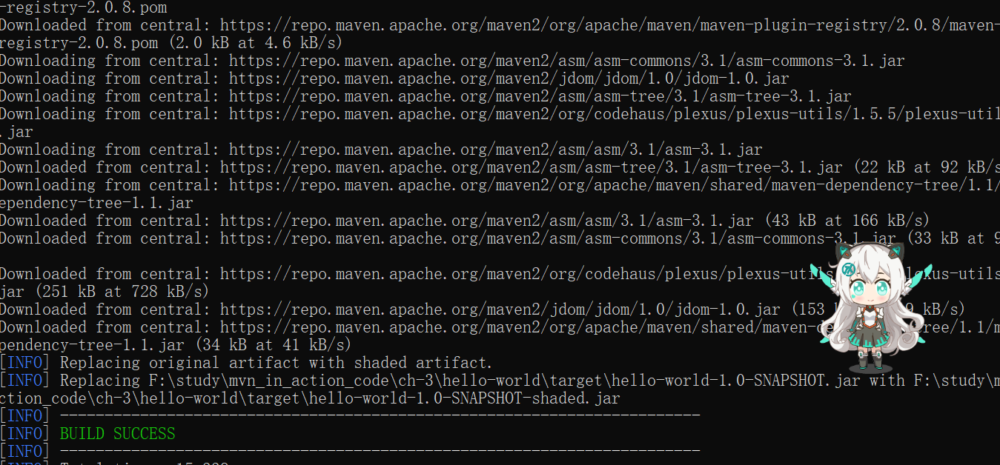 -registry-2.0.8.pom
Downloaded from central: https://repo.maven.apache.org/maven2/org/apache/maven/maven-plugin-registry/2.0.8/maven-
registry-2.0.8.pom (2.0 kB at 4.6 kB/s)
Downloading from central: https://repo.maven.apache.org/maven2/asm/asm-commons/3.1/asm-commons-3.1.jar
Downloading from central: https://repo.maven.apache.org/maven2/jdom/jdom/1.0/jdom-1.0.jar
Downloading from central: https://repo.maven.apache.org/maven2/asm/asm-tree/3.1/asm-tree-3.1.jar
Downloading from central: https://repo.maven.apache.org/maven2/org/codehaus/plexus/plexus-utils/1.5.5/plexus-util
.jar
Downloading from central: https://repo.maven.apache.org/maven2/asm/asm/3.1/asm-3.1.jar
Downloaded from central: https://repo.maven.apache.org/maven2/asm/asm-tree/3.1/asm-tree-3.1.jar (22 kB at 92 kB/s
Downloading from central: https://repo.maven.apache.org/maven2/org/apache/maven/shared/maven-dependency-tree/1.1/
ependency-tree-1.1.jar
Downloaded from central: https://repo.maven.apache.org/maven2/asm/asm/3.1/asm-3.1.jar (43 kB at 166 kB/s)
Downloaded from central: https://repo.maven.apache.org/maven2/asm/asm-commons/3.1/asm-commons-3.1.jar (33 kB at 9
Downloaded from central: https://repo.maven.apache.org/maven2/org/codehaus/plexus/plexus-utils
jar (251 kB at 728 kB/s)
Downloaded from central: https://repo.maven.apache.org/maven2/jdom/jdom/1.0/jdom-1.0.jar (153 kB/s)
Downloaded from central: https://repo.maven.apache.org/maven2/org/apache/maven/shared/maven-de ree/1.1/m
pendency-tree-1.1.jar (34 kB at 41 kB/s)
[INFO] Replacing original artifact with shaded artifact.
[INFO] Replacing F:\study\mvn_in_action_code\ch-3\hello-world\target\hello-world-1.0-SNAPSHOT.jar with F:\study\m
ction_code\ch-3\hello-world\target\hello-world-1.0-SNAPSHOT-shaded.jar
[INFO] ------------------------------------------------------------------------
[INFO] BUILD SUCCESS
[INFO] ------------------------------------------------------------------------